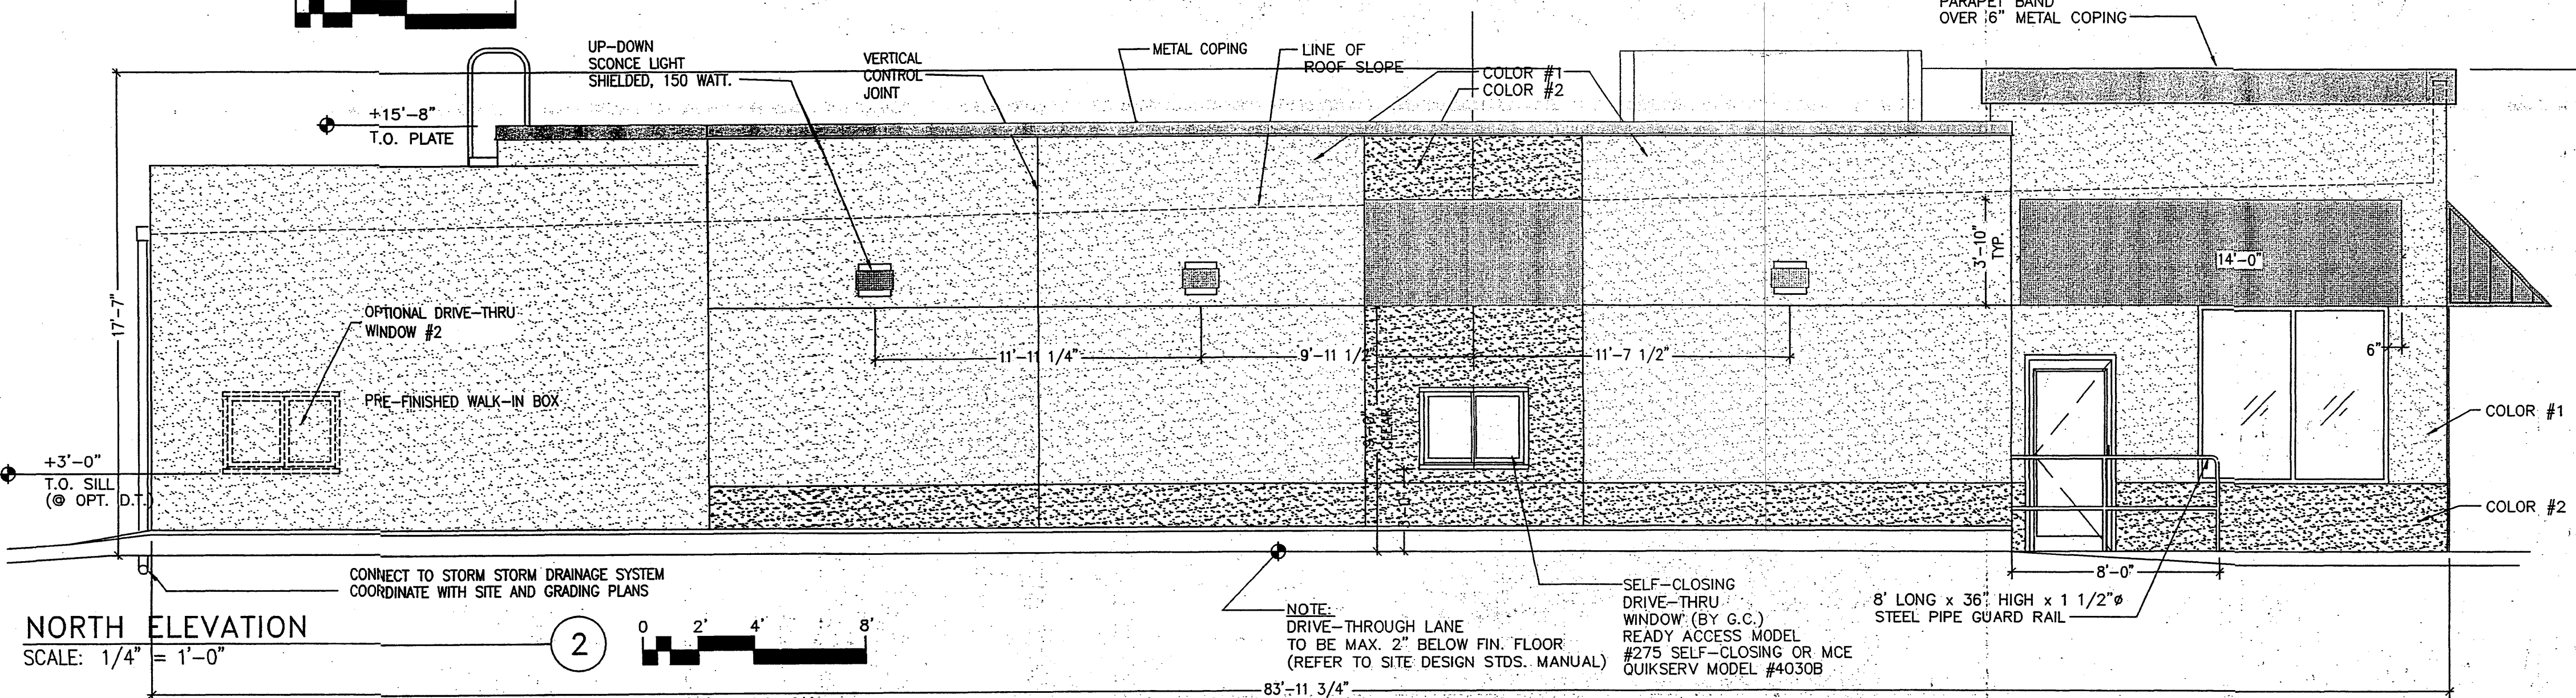 PARAPET BAND
OVER 6" METAL COPING
UP-DOWN
SCONCE LIGHT
SHIELDED, 150 WATT.
VERTICAL
CONTROL
JOINT
METAL COPING
LINE OF
ROOF SLOPE
COLOR #1
COLOR #2
+15'-8"
T.O. PLATE
17'-7"
3'-10"
TYP
14'-0"
OPTIONAL DRIVE-THRU
WINDOW #2
11'-11 1/4"
9'-11 1/2"
11'-7 1/2"
6"
PRE-FINISHED WALK-IN BOX
CLEAR
COLOR #1
+3'-0"
T.O. SILL
(@ OPT. D.T.)
3'-0"
COLOR #2
8'-0"
CONNECT TO STORM STORM DRAINAGE SYSTEM
COORDINATE WITH SITE AND GRADING PLANS
NORTH ELEVATION
SCALE: 1/4" = 1'-0"
2
0 2' 4' 8'
NOTE:
DRIVE-THROUGH LANE
TO BE MAX. 2" BELOW FIN. FLOOR
(REFER TO SITE DESIGN STDS. MANUAL)
SELF-CLOSING
DRIVE-THRU
WINDOW (BY G.C.)
READY ACCESS MODEL
#275 SELF-CLOSING OR MCE
QUIKSERV MODEL #4030B
8' LONG x 36" HIGH x 1 1/2"ø
STEEL PIPE GUARD RAIL
83'-11 3/4"